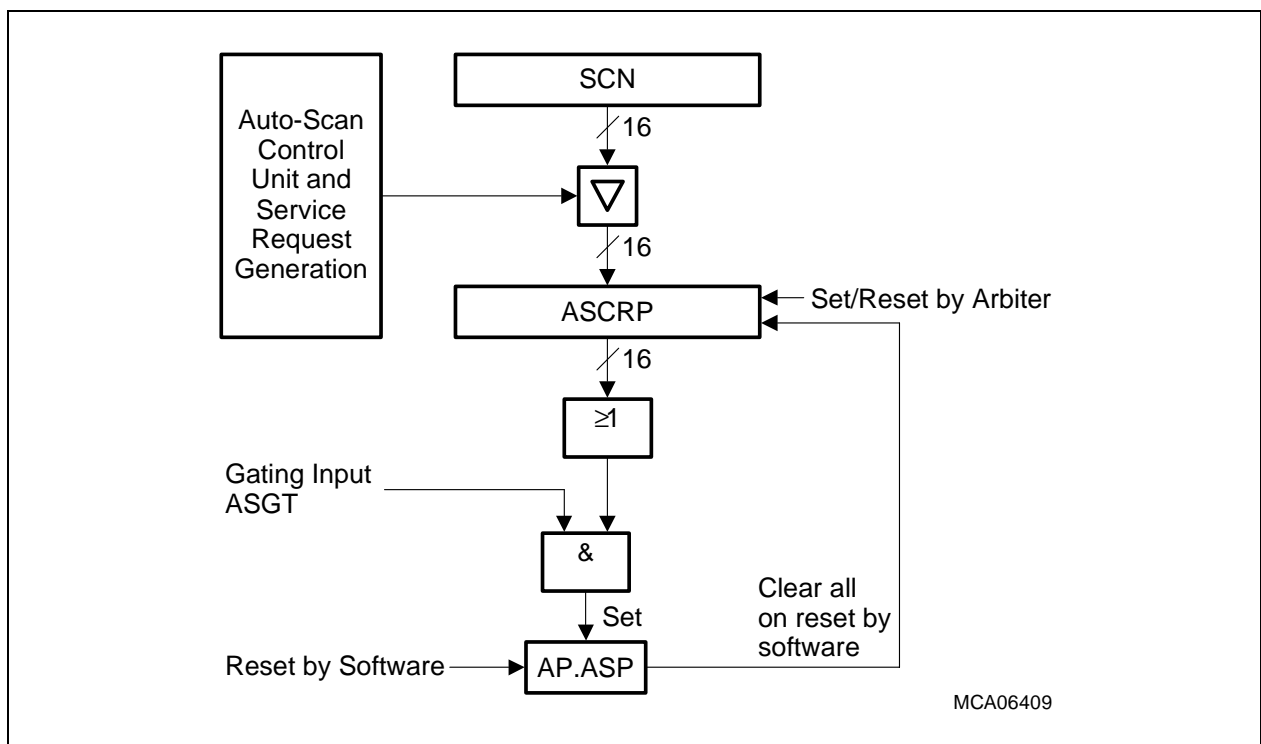 SCN
16
Auto-Scan
Control
Unit and
Service
Request
Generation
16
ASCRP
Set/Reset by Arbiter
16
≥1
Gating Input
ASGT
&
Set
Clear all
on reset by
software
Reset by Software
AP.ASP
MCA06409